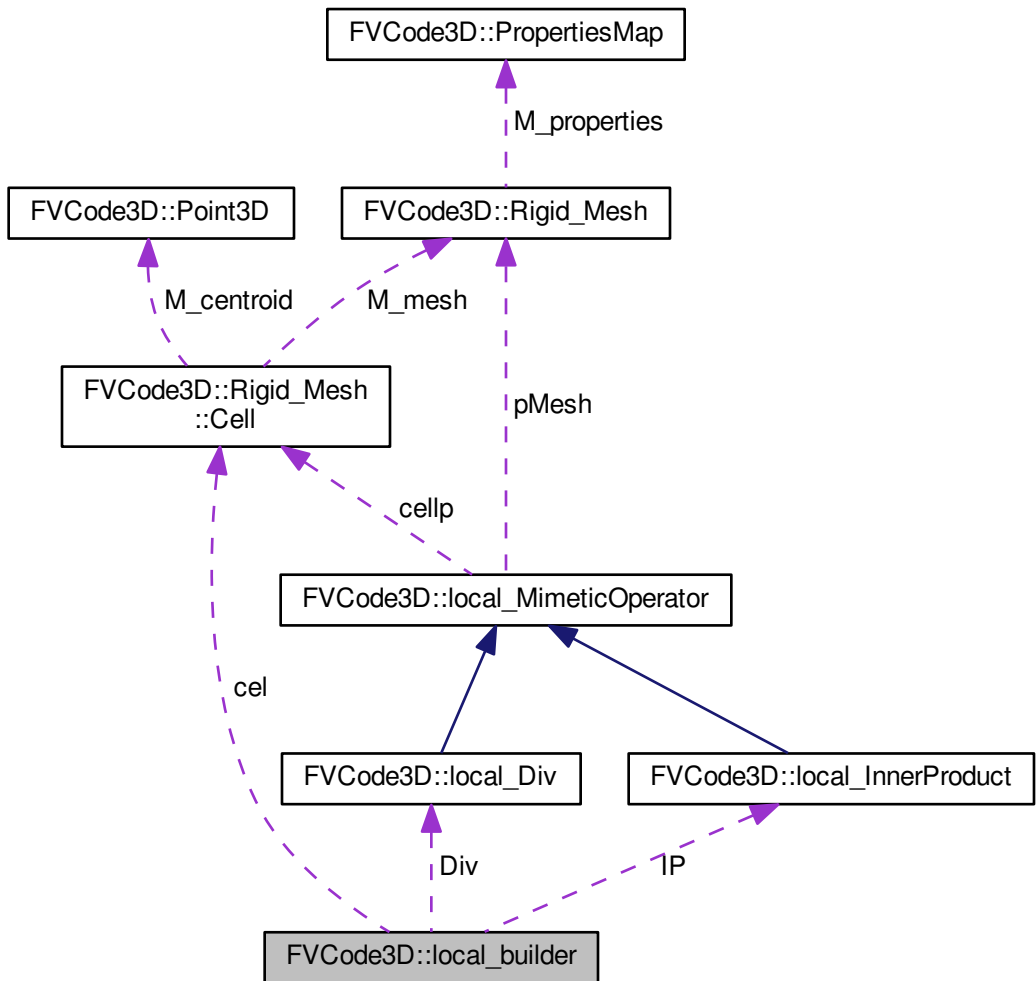 FVCode3D::PropertiesMap
M_properties
FVCode3D::Point3D
FVCode3D::Rigid_Mesh
M_centroid
M_mesh
FVCode3D::Rigid_Mesh
::Cell
pMesh
cellp
FVCode3D::local_MimeticOperator
cel
FVCode3D::local_Div
FVCode3D::local_InnerProduct
Div
IP
FVCode3D::local_builder